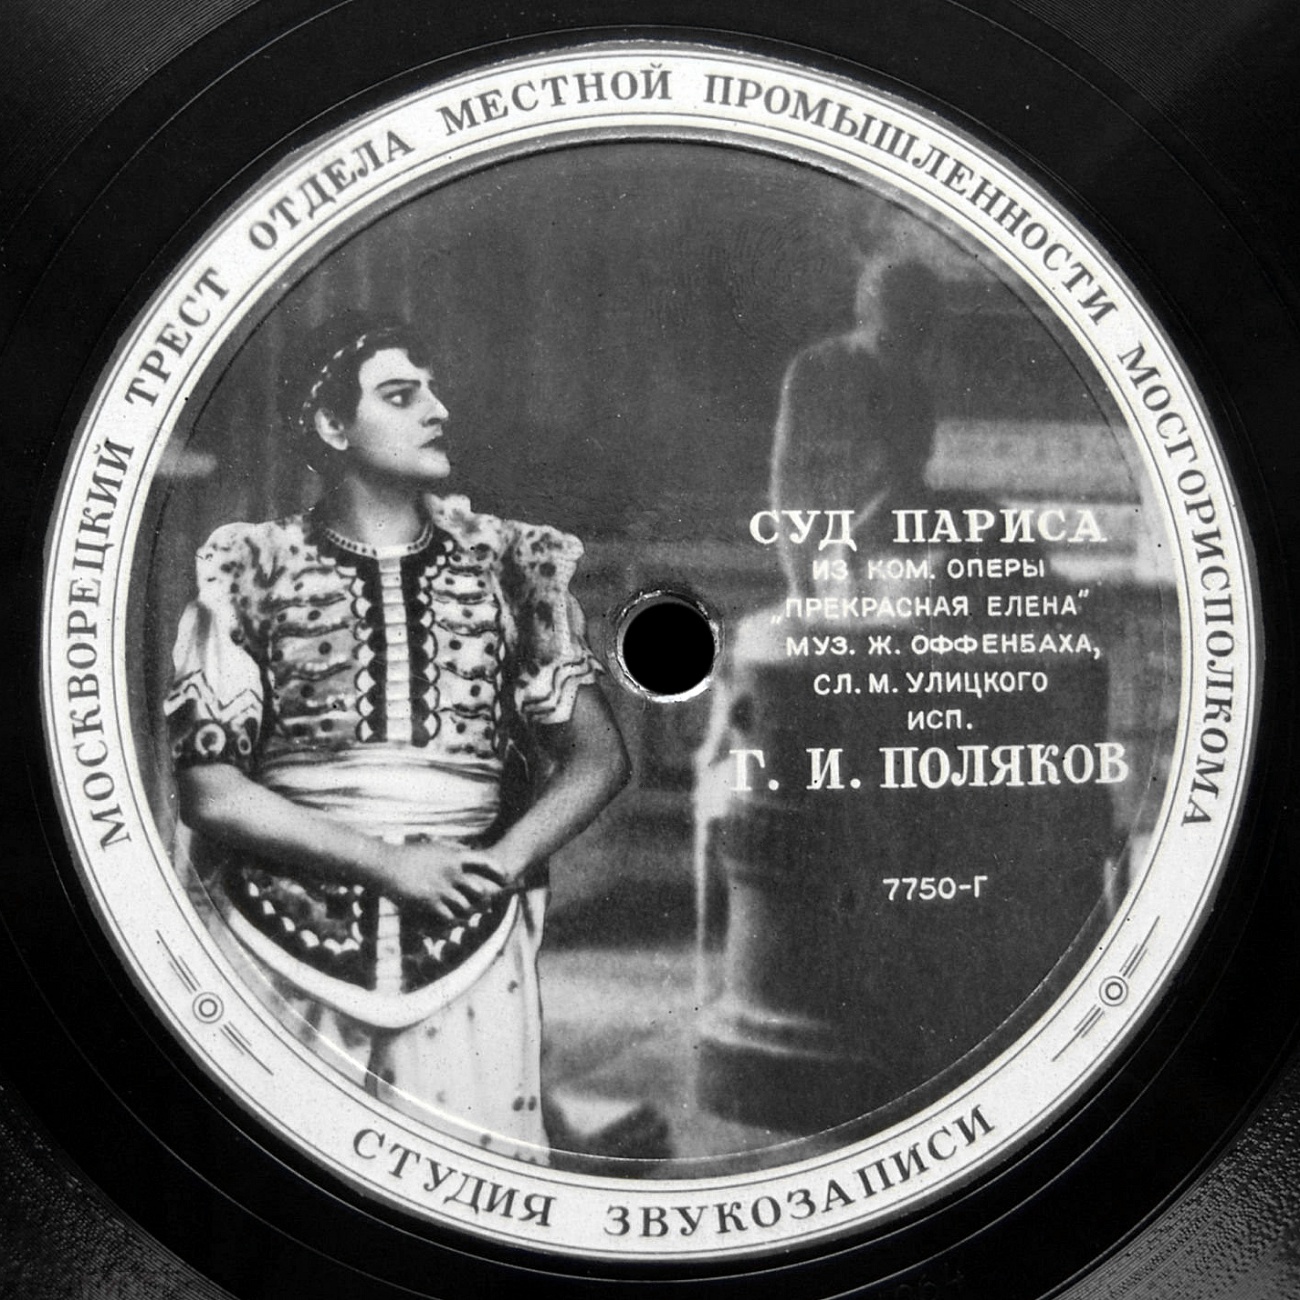 МОСКВОРЕЦКИЙ ТРЕСТ ОТДЕЛА МЕСТНОЙ ПРОМЫШЛЕННОСТИ МОСГОРИСПОЛКОМА
СУД ПАРИСА
ИЗ КОМ. ОПЕРЫ
„ПРЕКРАСНАЯ ЕЛЕНА"
МУЗ. Ж. ОФФЕНБАХА,
СЛ. М. УЛИЦКОГО
ИСП.
Г. И. ПОЛЯКОВ
7750-Г
СТУДИЯ ЗВУКОЗАПИСИ